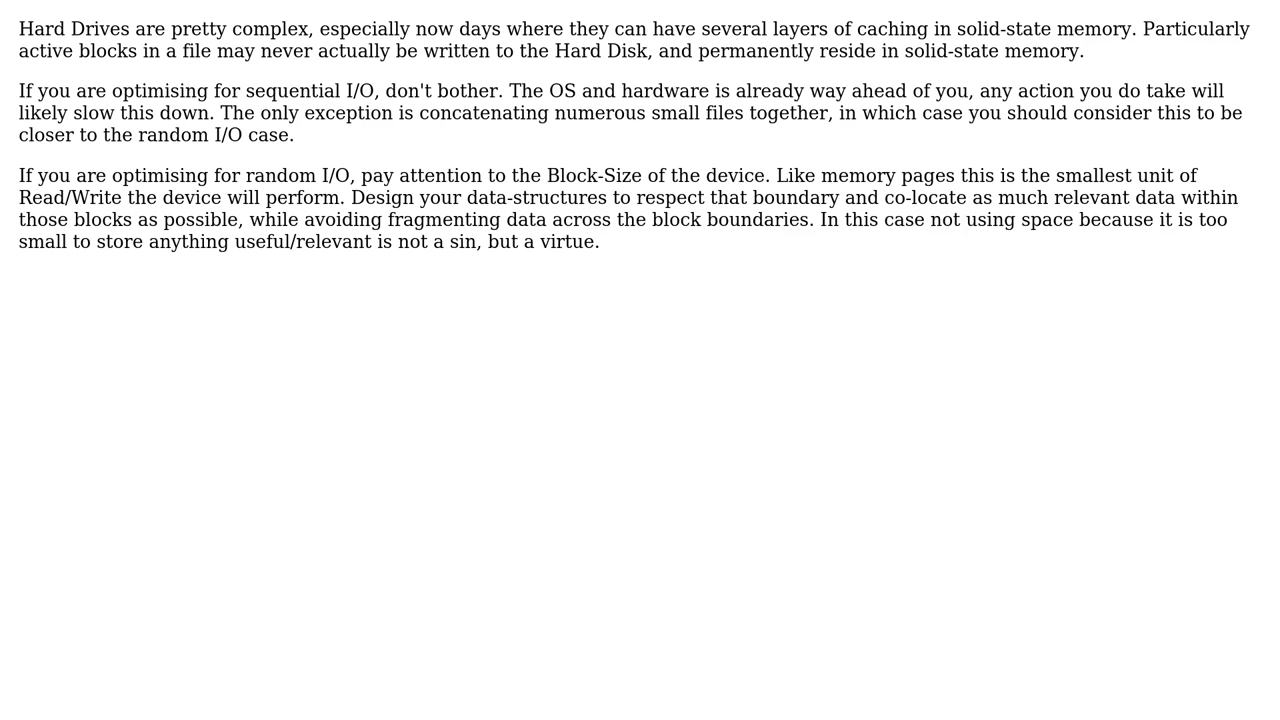 Hard Drives are pretty complex, especially now days where they can have several layers of caching in solid-state memory. Particularly
active blocks in a file may never actually be written to the Hard Disk, and permanently reside in solid-state memory.
If you are optimising for sequential I/O, don't bother. The OS and hardware is already way ahead of you, any action you do take will
likely slow this down. The only exception is concatenating numerous small files together, in which case you should consider this to be
closer to the random I/O case.
If you are optimising for random I/O, pay attention to the Block-Size of the device. Like memory pages this is the smallest unit of
Read/Write the device will perform. Design your data-structures to respect that boundary and co-locate as much relevant data within
those blocks as possible, while avoiding fragmenting data across the block boundaries. In this case not using space because it is too
small to store anything useful/relevant is not a sin, but a virtue.